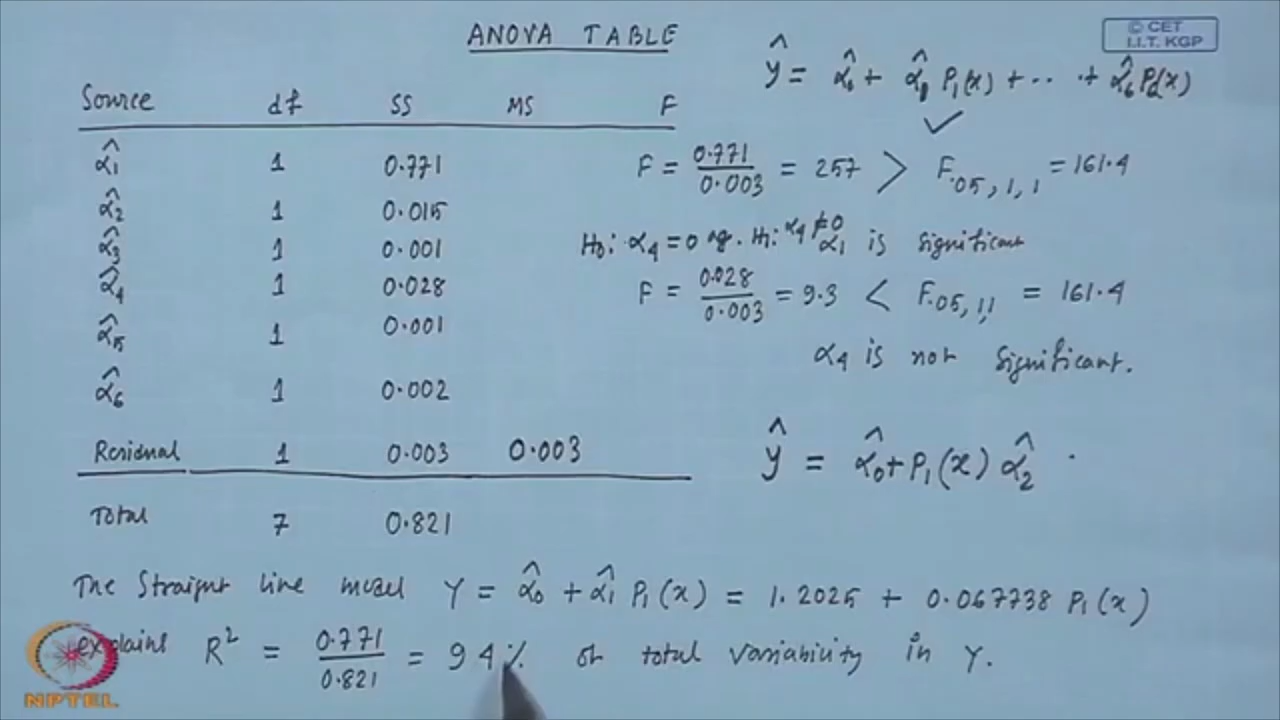 ANOVA TABLE
© CET
I.I.T. KGP
ŷ = α̂₀ + α̂₁ P₁(x) + ·· · + α̂₆ P₆(x)
✓
Source df SS MS F
α̂₁ 1 0.771 F = 0.771/0.003 = 257 > F.05, 1, 1 = 161.4
α̂₂ 1 0.015
α̂₃ 1 0.001 H₀: α₄ = 0 ag. H₁: α₄ ≠ 0 α₁ is significant
α̂₄ 1 0.028 F = 0.028/0.003 = 9.3 < F.05, 1, 1 = 161.4
α̂₅ 1 0.001
α₄ is not significant.
α̂₆ 1 0.002
Residual 1 0.003 0.003 ŷ = α̂₀ + P₁(x) α̂₂ ·
Total 7 0.821
The Straight line model Y = α̂₀ + α̂₁ P₁(x) = 1.2025 + 0.067738 P₁(x)
explains R² = 0.771/0.821 = 94% of total variability in Y.
NPTEL